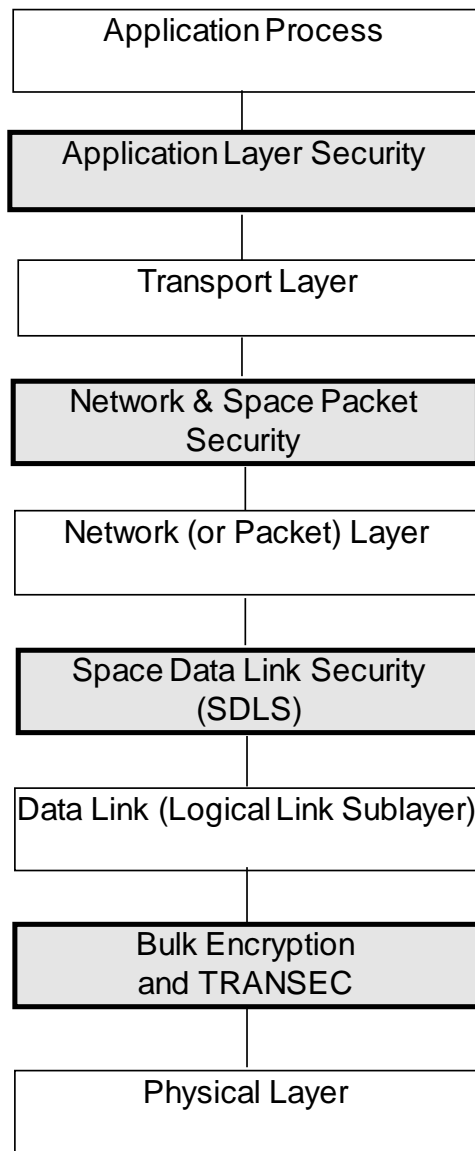 Application Process
Application Layer Security
Transport Layer
Network & Space Packet
Security
Network (or Packet) Layer
Space Data Link Security
(SDLS)
Data Link (Logical Link Sublayer)
Bulk Encryption
and TRANSEC
Physical Layer